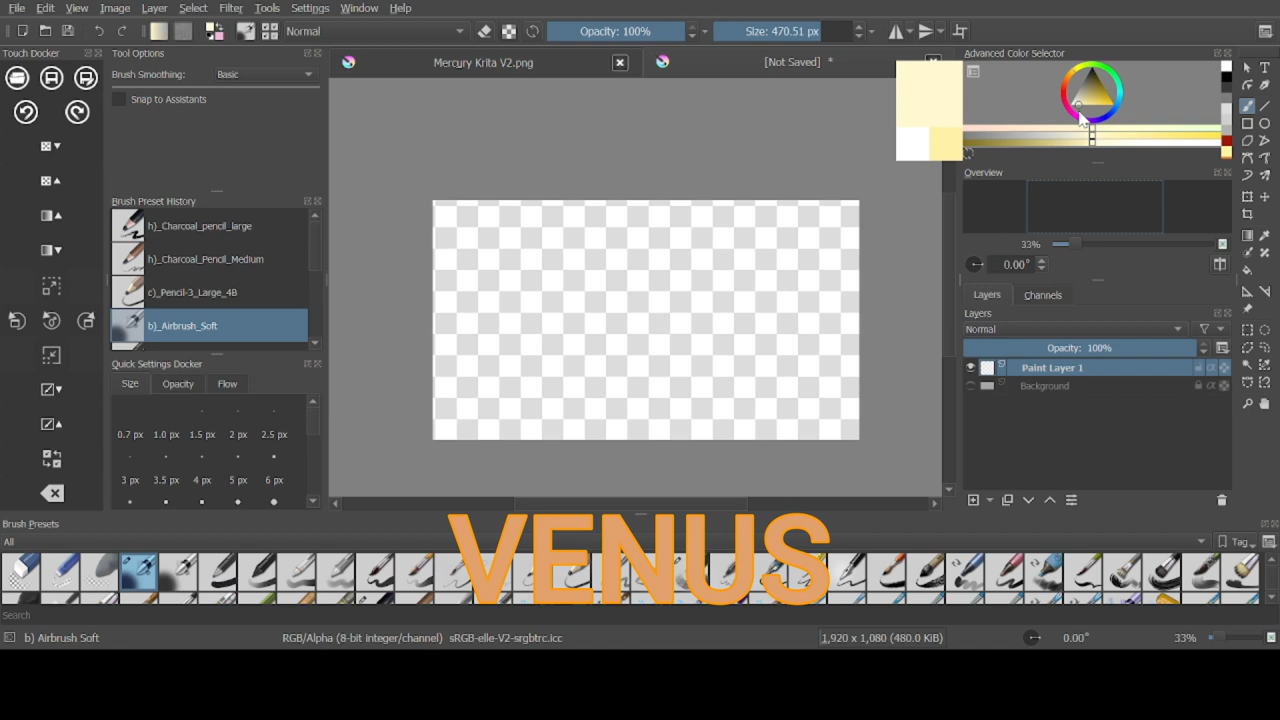 File Edit View Image Layer Select Filter Tools Settings Window Help
Normal Opacity: 100% Size: 470.51 px
Touch Docker Tool Options Mercury Krita V2.png [Not Saved] * Advanced Color Selector
Brush Smoothing: Basic
Snap to Assistants
Overview
Brush Preset History
h)_Charcoal_pencil_large
h)_Charcoal_Pencil_Medium
c)_Pencil-3_Large_4B
b)_Airbrush_Soft
33%
0.00°
Layers Channels
Layers
Normal
Opacity: 100%
Paint Layer 1
Background
Quick Settings Docker
Size Opacity Flow
0.7 px 1.0 px 1.5 px 2 px 2.5 px
3 px 3.5 px 4 px 5 px 6 px
Brush Presets
All Tag
VENUS
Search
b) Airbrush Soft RGB/Alpha (8-bit integer/channel) sRGB-elle-V2-srgbtrc.icc 1,920 x 1,080 (480.0 KiB) 0.00° 33%